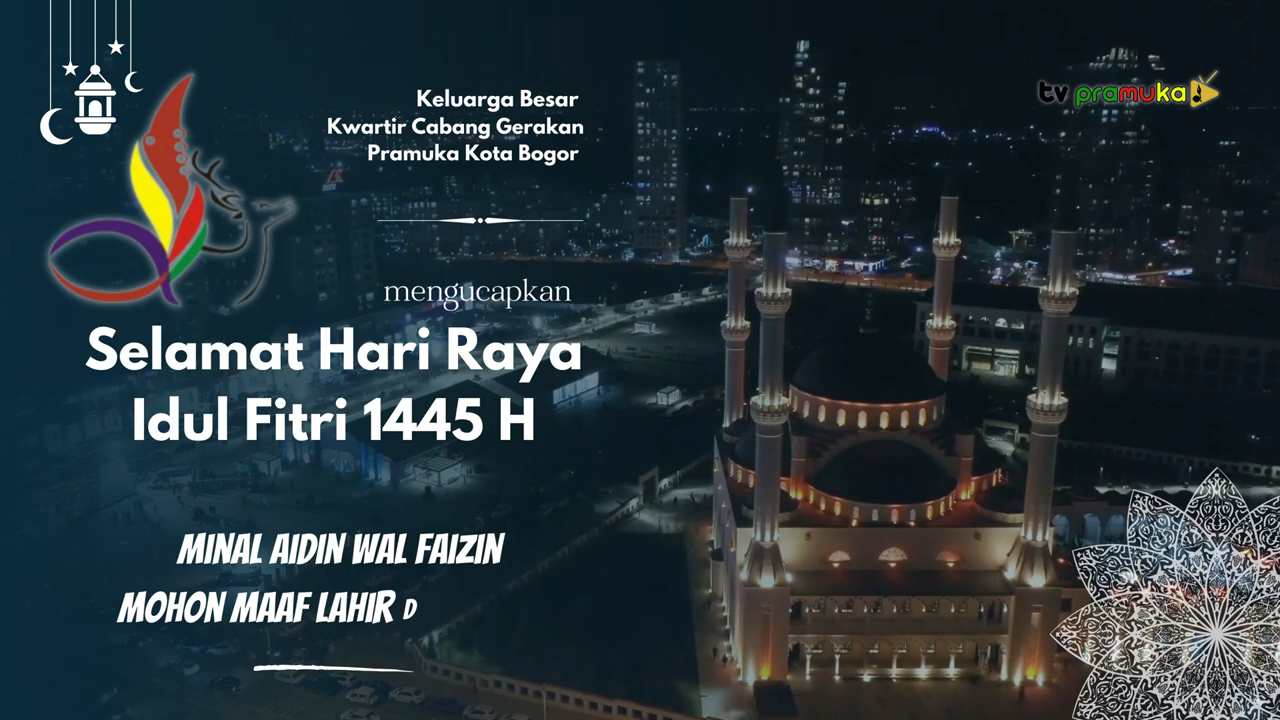 tv pramuka
Keluarga Besar
Kwartir Cabang Gerakan
Pramuka Kota Bogor
mengucapkan
Selamat Hari Raya
Idul Fitri 1445 H
MINAL AIDIN WAL FAIZIN
MOHON MAAF LAHIR D